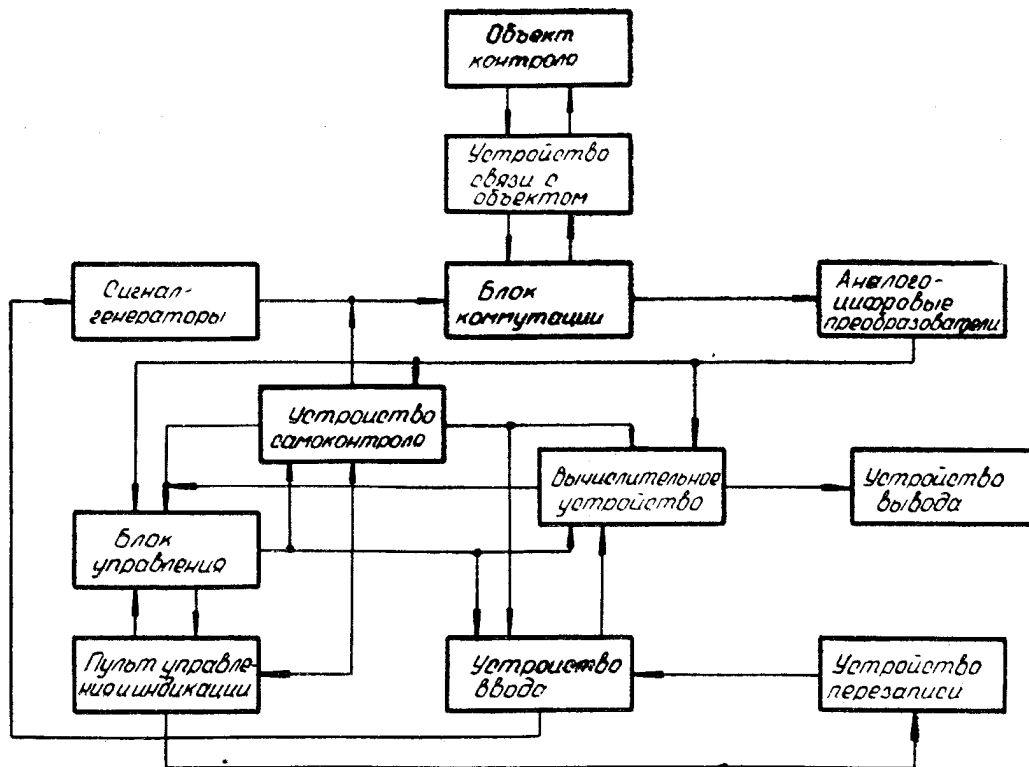 Объект
контроля
Устройство
связи с
объектом
Сигнал-
генераторы
Блок
коммутации
Аналого-
цифровые
преобразователи
Устройство
самоконтроля
Вычислительное
устройство
Устройство
вывода
Блок
управления
Пульт управле-
ния и индикации
Устройство
ввода
Устройство
перезаписи